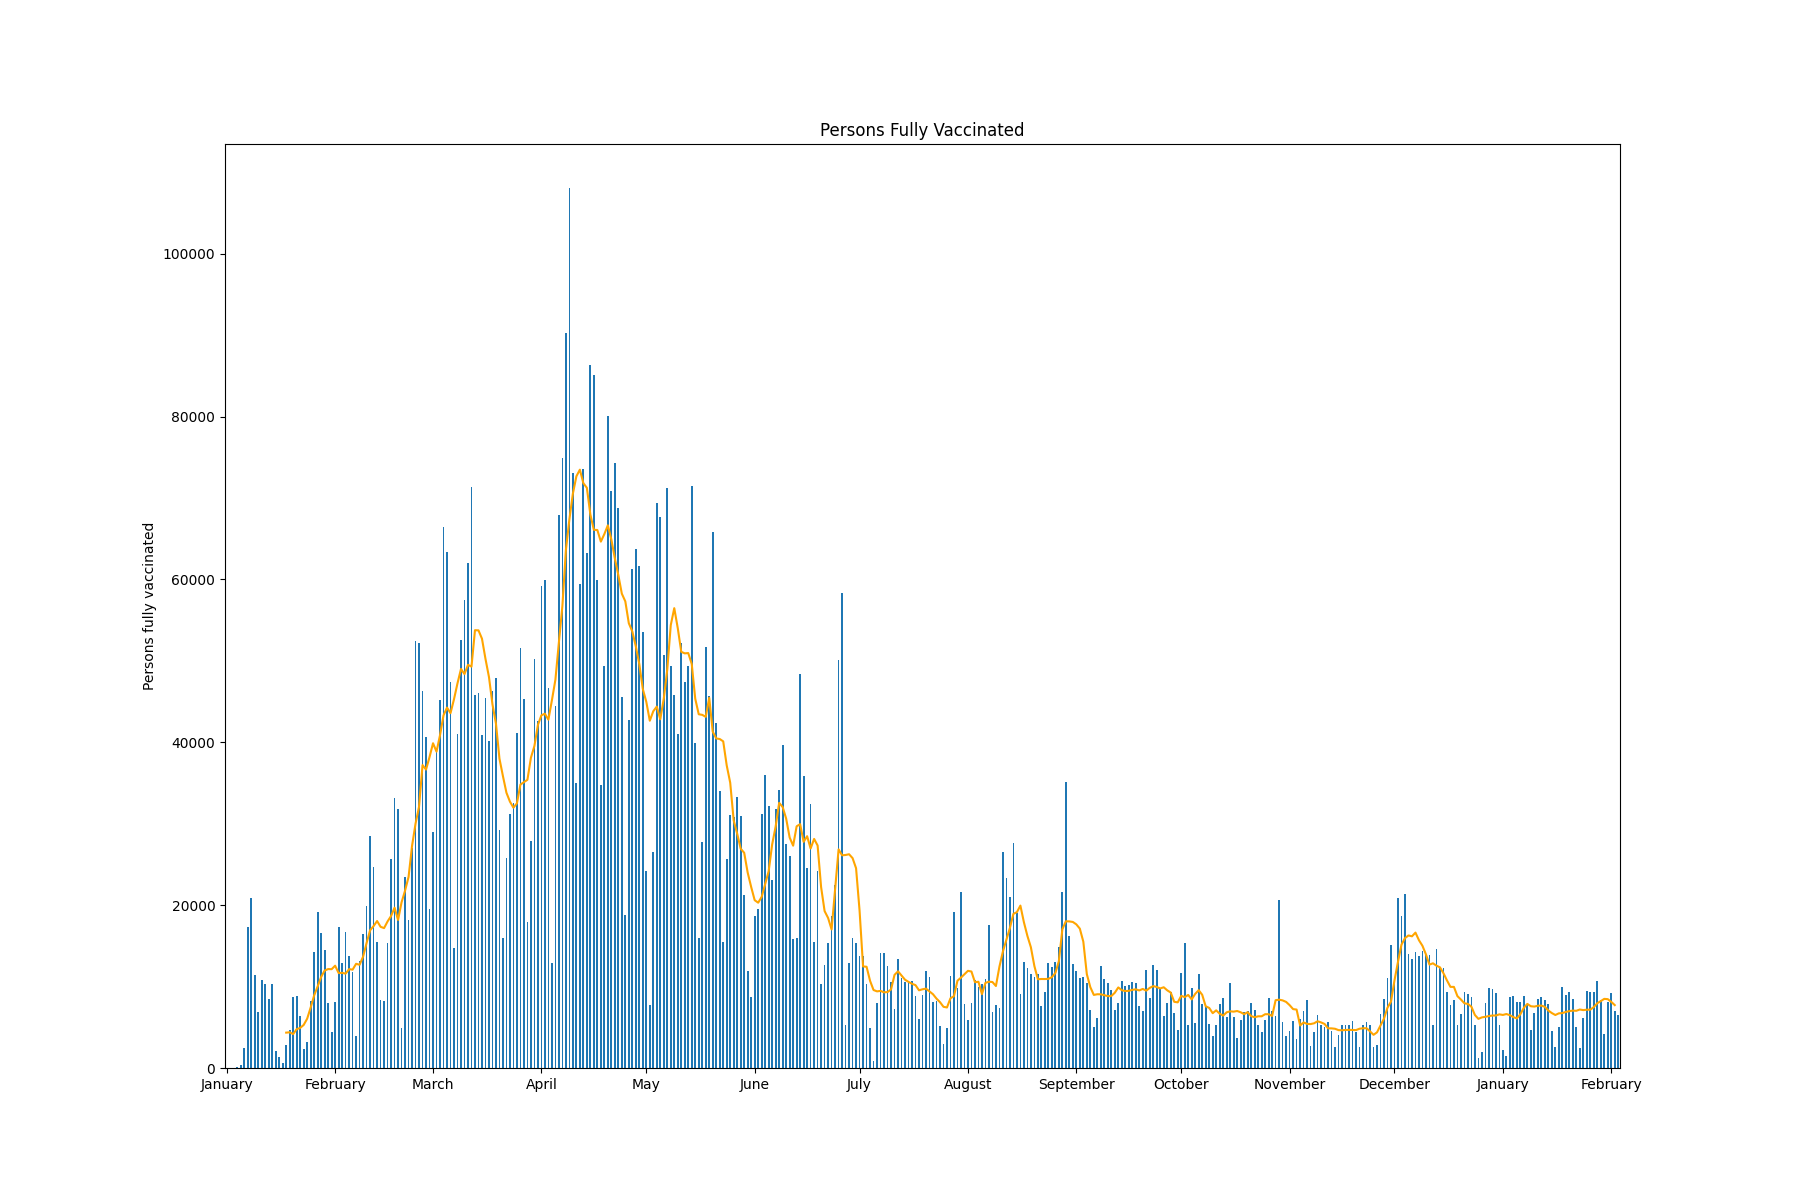 Persons Fully Vaccinated
Persons fully vaccinated
100000
80000
60000
40000
20000
0
January February March April May June July August September October November December January February